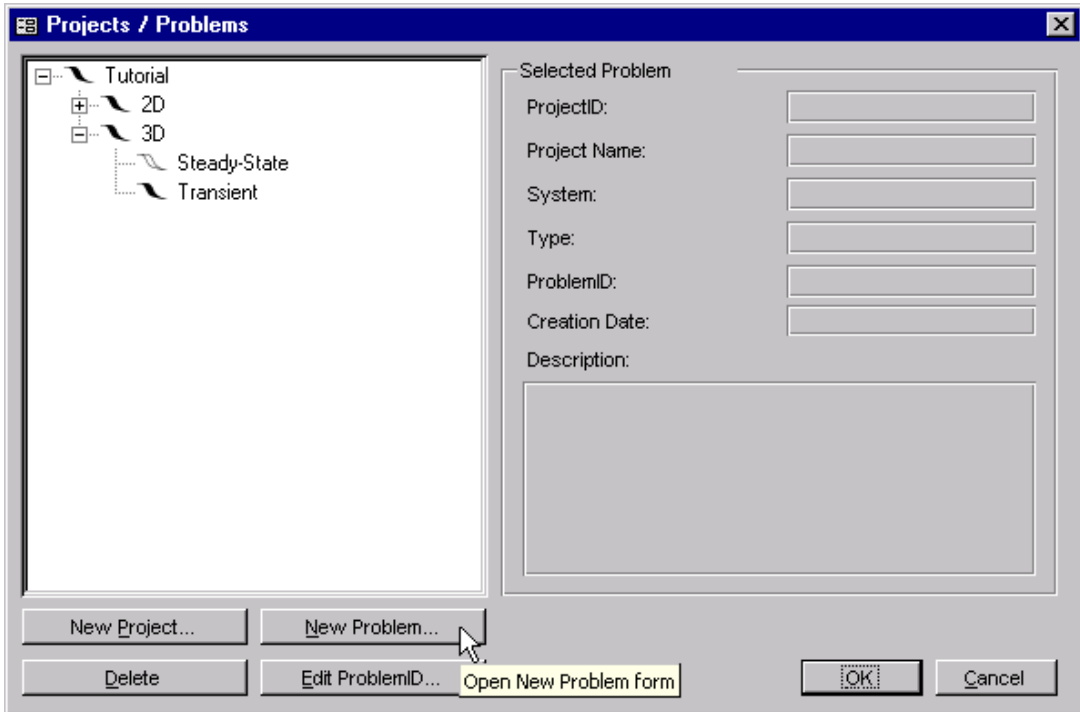 Projects / Problems
Tutorial
2D
3D
Steady-State
Transient
Selected Problem
ProjectID:
Project Name:
System:
Type:
ProblemID:
Creation Date:
Description:
New Project...
New Problem...
Delete
Edit ProblemID...
Open New Problem form
OK
Cancel